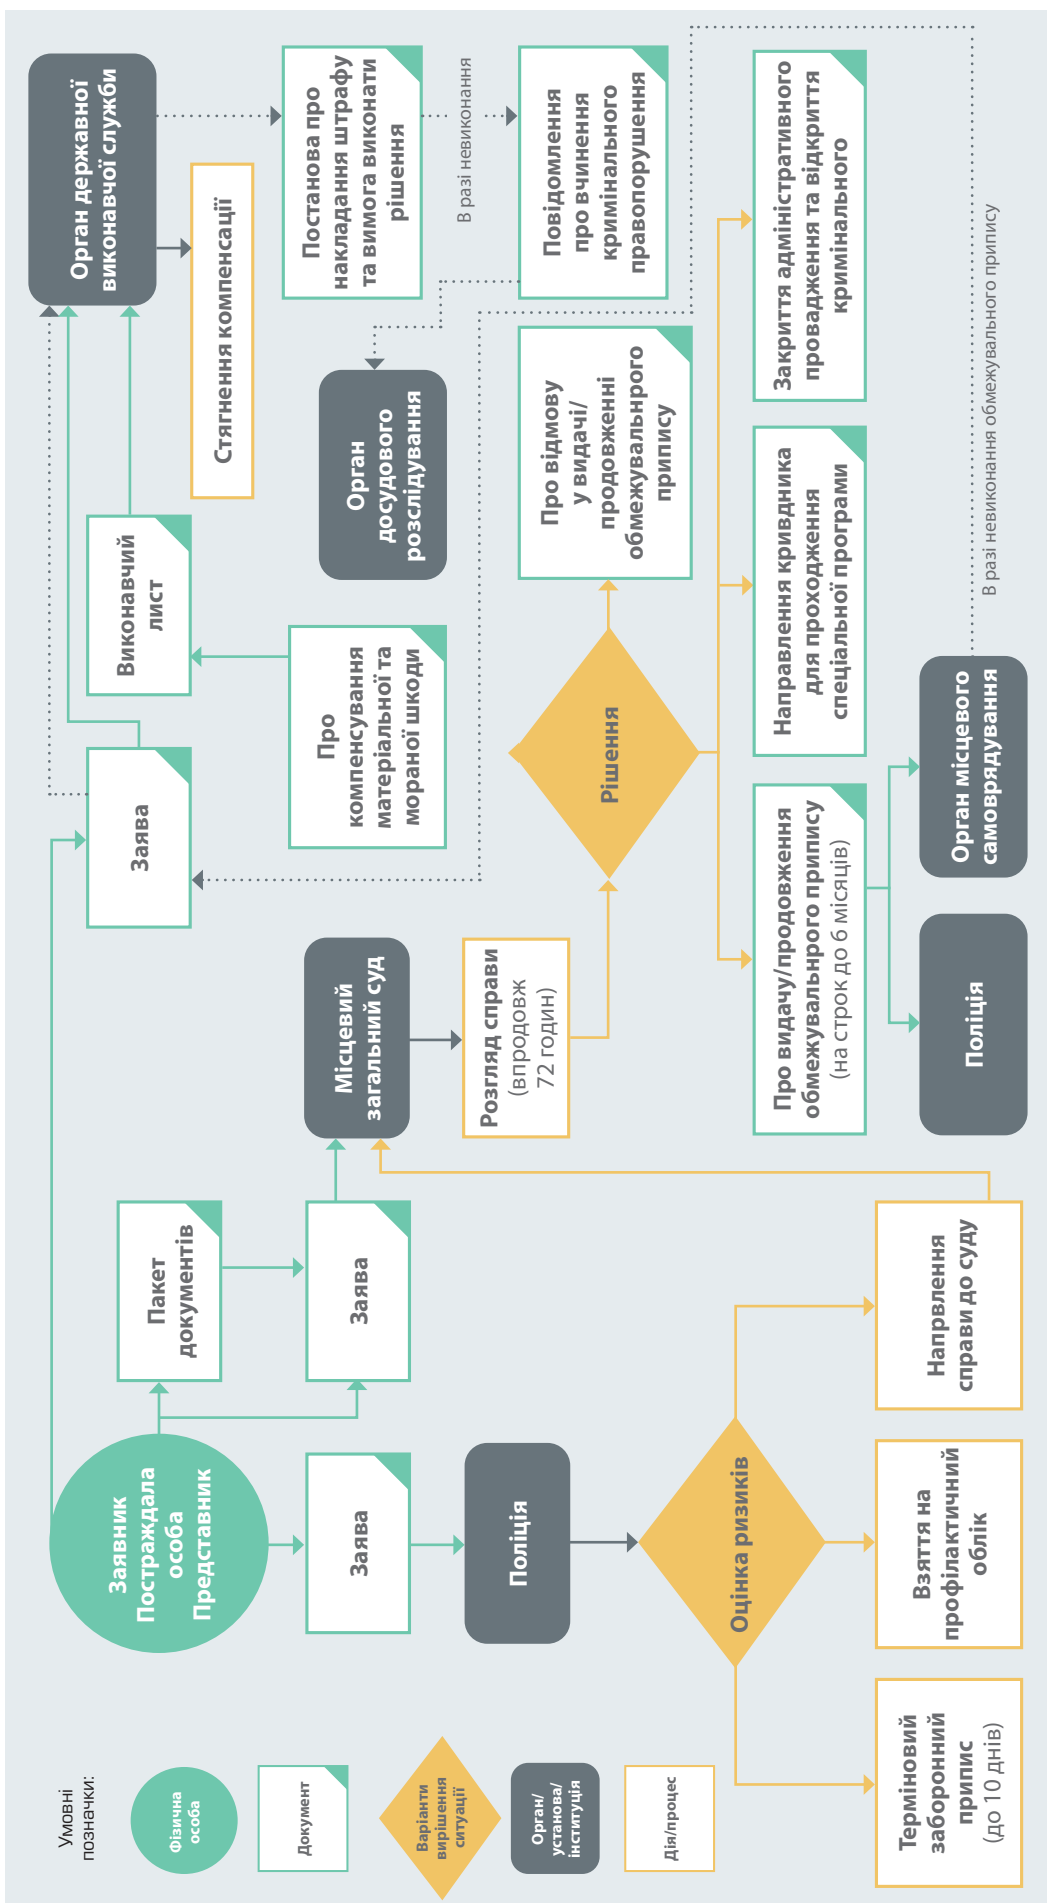 Умовні
позначки:
Фізична
особа
Документ
Варіанти
вирішення
ситуації
Орган/
установа/
інституція
Дія/процес
Заявник
Постраждала
особа
Представник
Заява
Поліція
Оцінка ризиків
Терміновий
заборонний
припис
(до 10 днів)
Взяття на
профілактичний
облік
Напрвлення
справи до суду
Пакет
документів
Заява
Місцевий
загальний суд
Розгляд справи
(впродовж
72 годин)
Рішення
Про видачу/продовження
обмежувальнрого припису
(на строк до 6 місяців)
Поліція
Орган місцевого
самоврядування
Направлення кривдника
для проходження
спеціальної програми
Закриття адміністративного
провадження та відкриття
кримінального
В разі невиконання обмежувального припису
Про відмову
у видачі/
продовженні
обмежувальнрого
припису
Заява
Про
компенсування
матеріальної та
мораної шкоди
Виконавчий
лист
Орган державної
виконавчої служби
Стягнення компенсації
Постанова про
накладання штрафу
та вимога виконати
рішення
В разі невиконання
Повідомлення
про вчинення
кримінального
правопорушення
Орган
досудового
розслідування